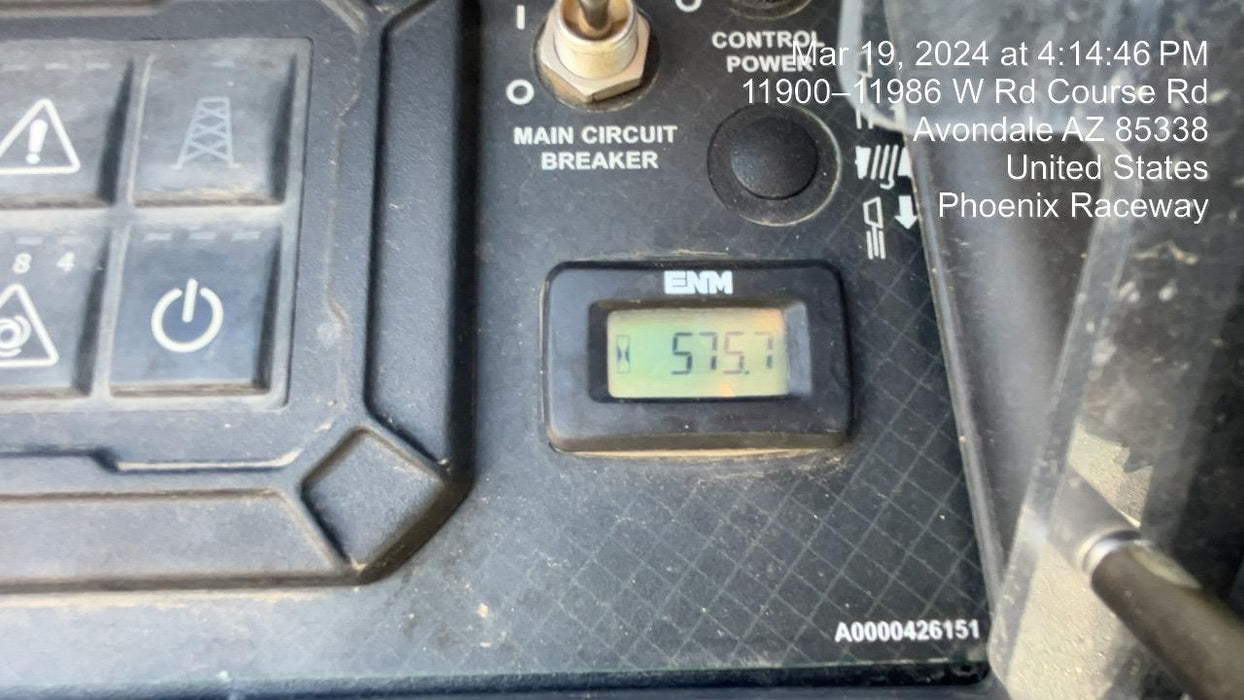 I
O
O
MAIN CIRCUIT
BREAKER
CONTROL
POWER
Mar 19, 2024 at 4:14:46 PM
11900–11986 W Rd Course Rd
Avondale AZ 85338
United States
Phoenix Raceway
8 4
ENM
575.7
A0000426151